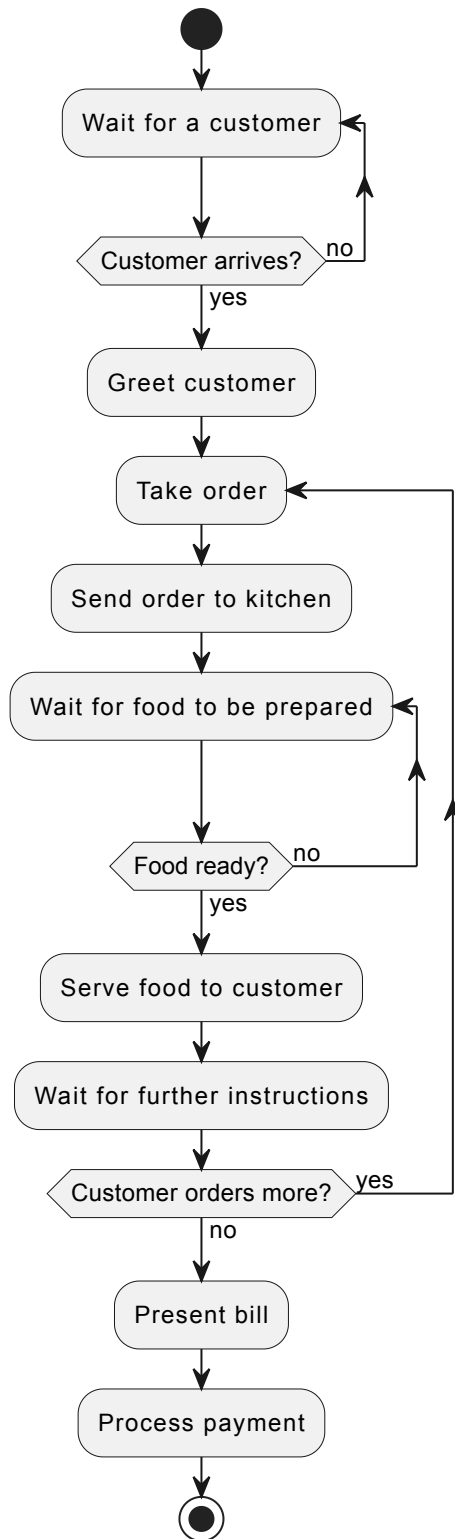 Wait for a customer
Customer arrives?
no
yes
Greet customer
Take order
Send order to kitchen
Wait for food to be prepared
Food ready?
no
yes
Serve food to customer
Wait for further instructions
Customer orders more?
yes
no
Present bill
Process payment